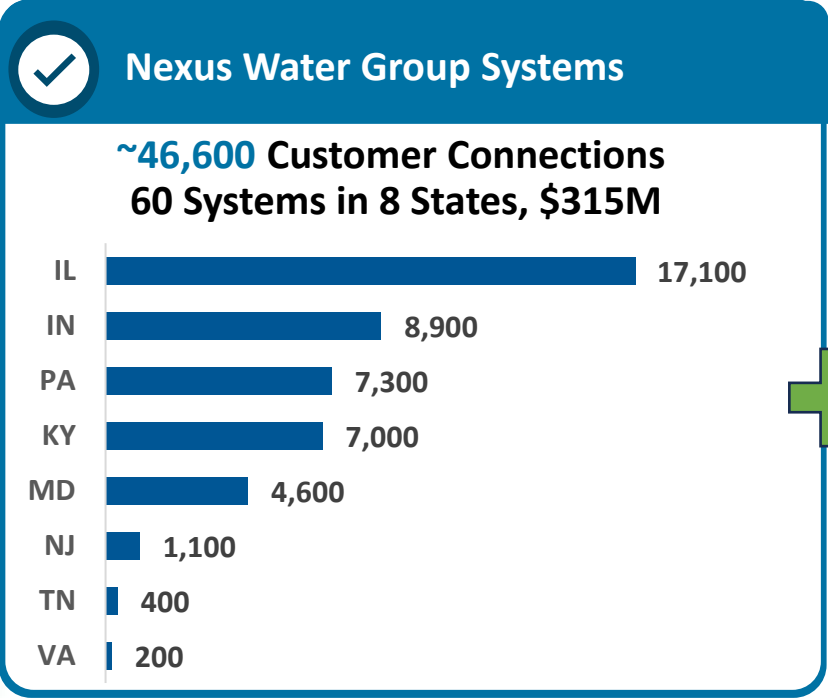 Nexus Water Group Systems
~46,600 Customer Connections
60 Systems in 8 States, $315M
IL 17,100
IN 8,900
PA 7,300
KY 7,000
MD 4,600
NJ 1,100
TN 400
VA 200